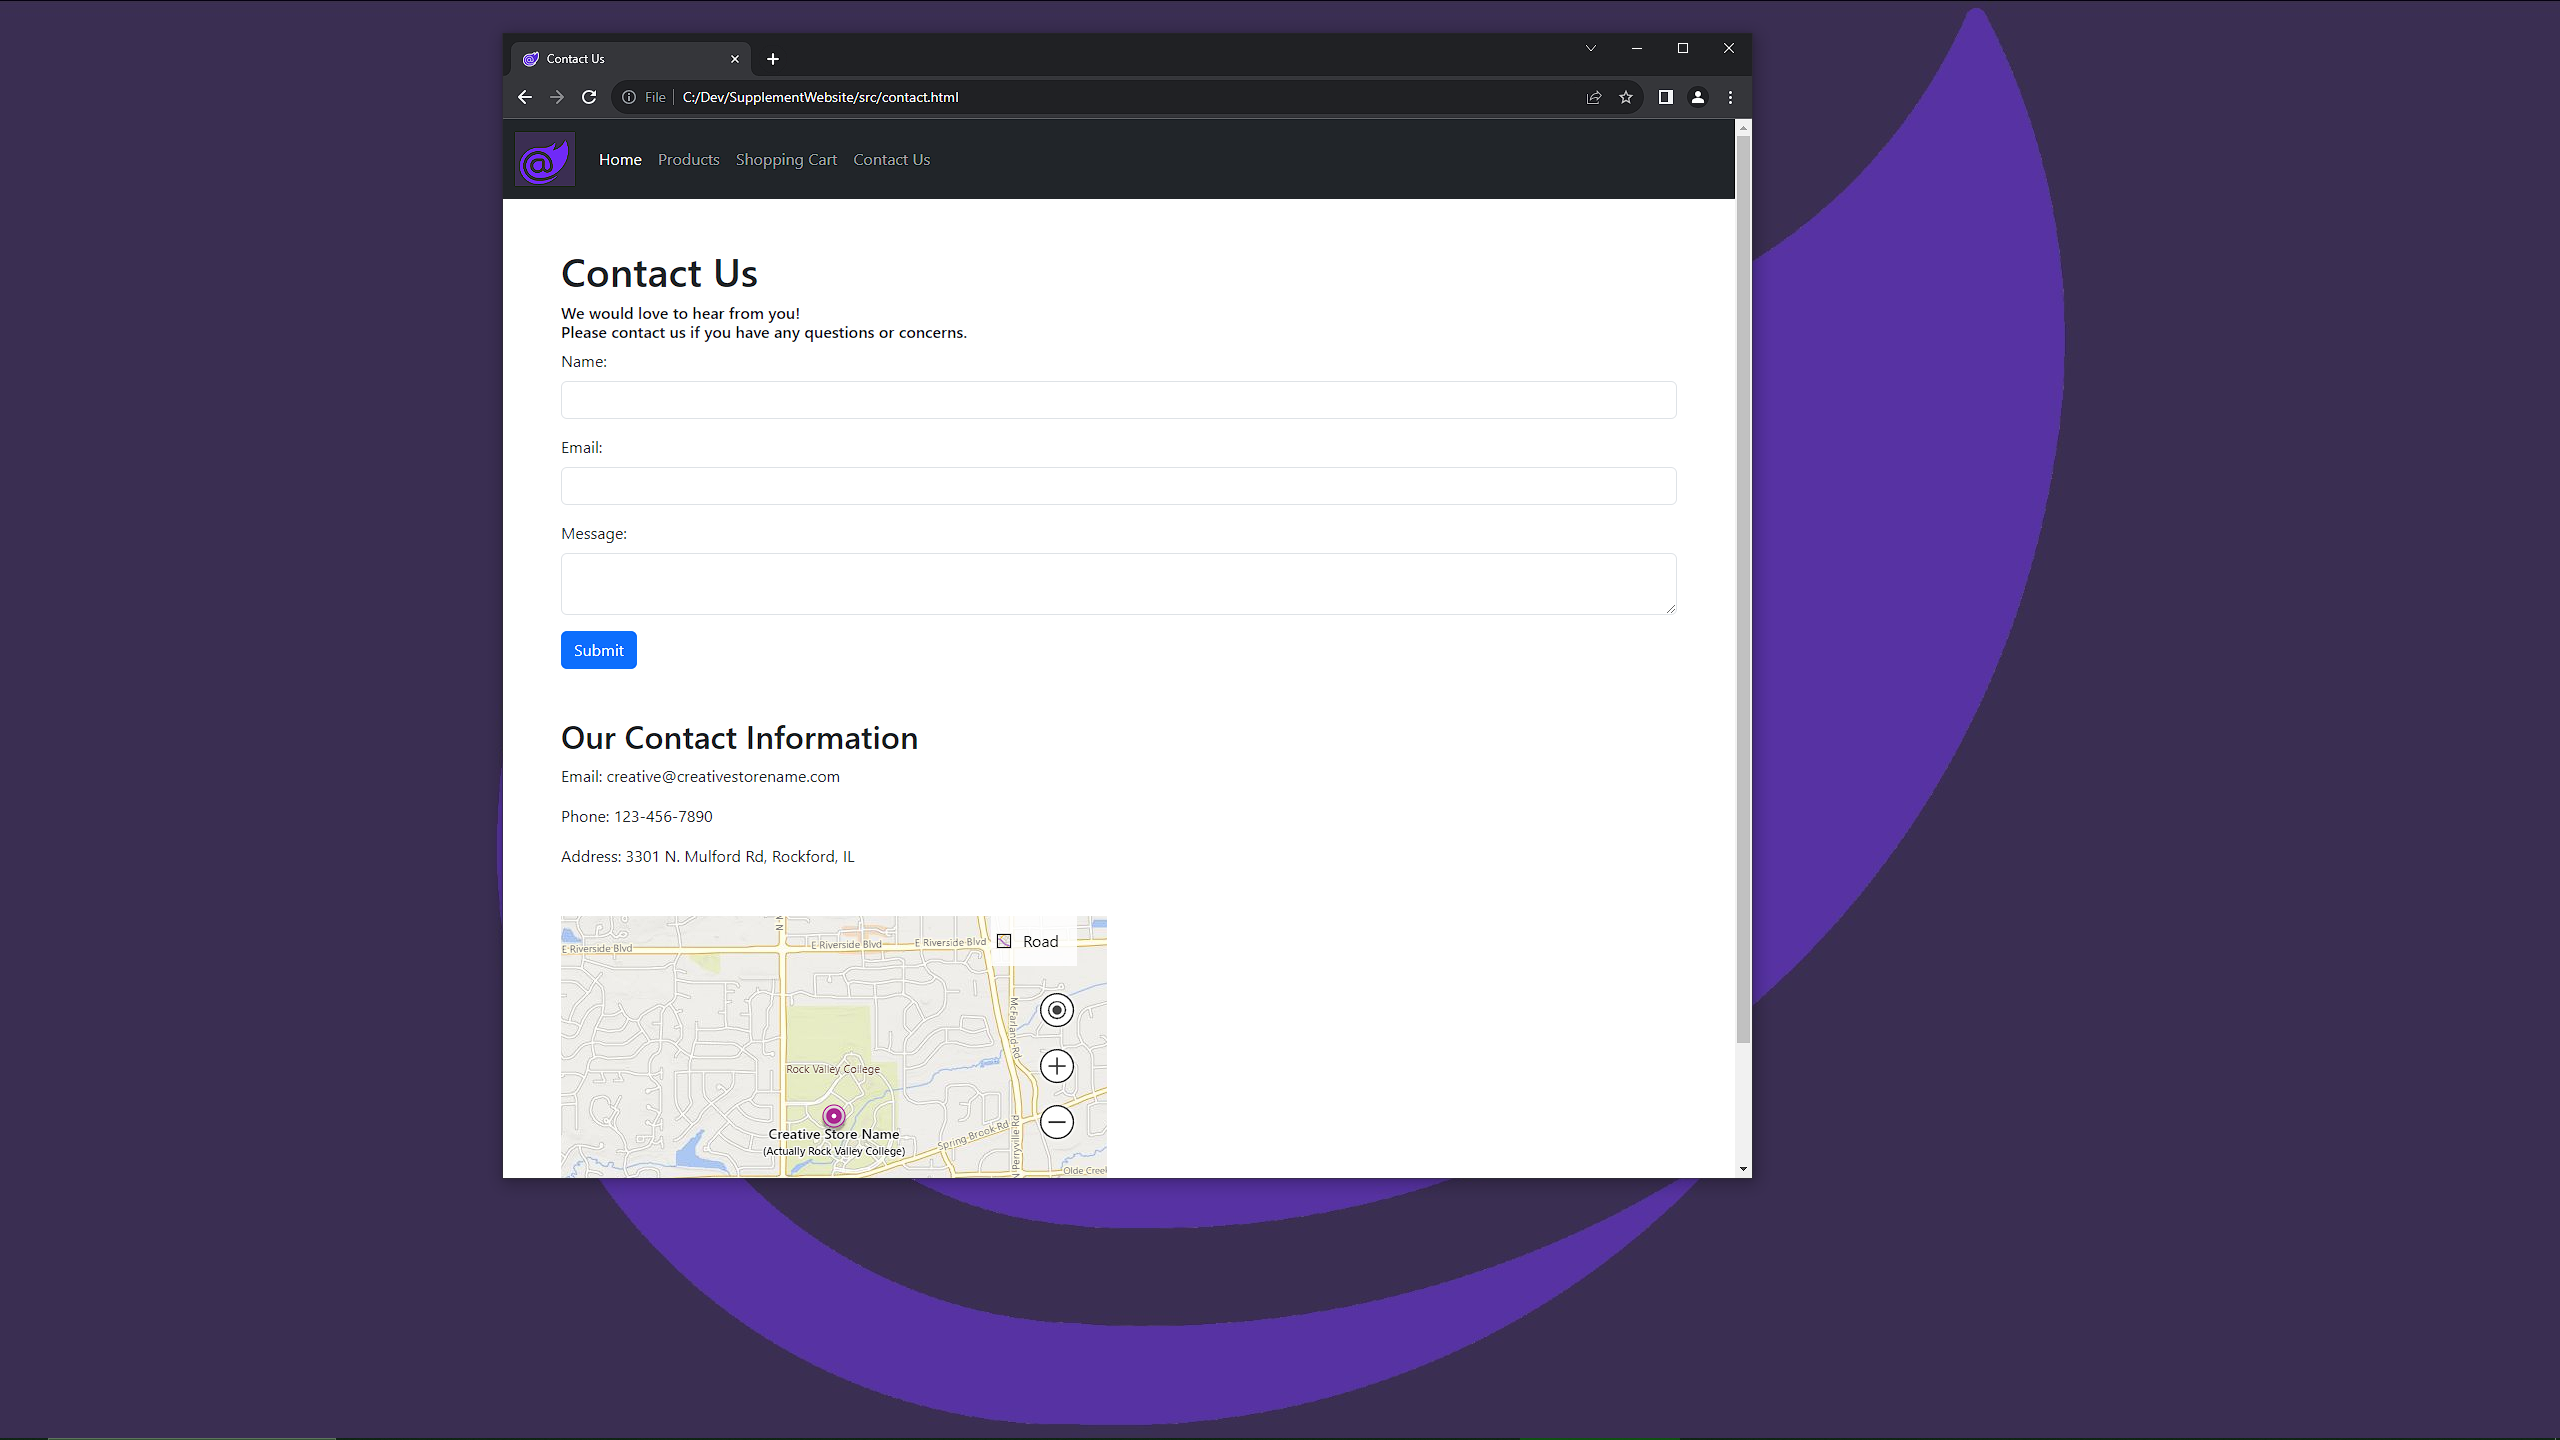 Contact Us
File
C:/Dev/SupplementWebsite/src/contact.html
@
Home Products Shopping Cart Contact Us
Contact Us
We would love to hear from you!
Please contact us if you have any questions or concerns.
Name:
Email:
Message:
Submit
Our Contact Information
Email: creative@creativestorename.com
Phone: 123-456-7890
Address: 3301 N. Mulford Rd, Rockford, IL
E Riverside Blvd
E Riverside Blvd
E Riverside Blvd
Road
McFarland Rd
Rock Valley College
Creative Store Name
(Actually Rock Valley College)
Spring Brook Rd
N Perryville Rd
Olde Creek